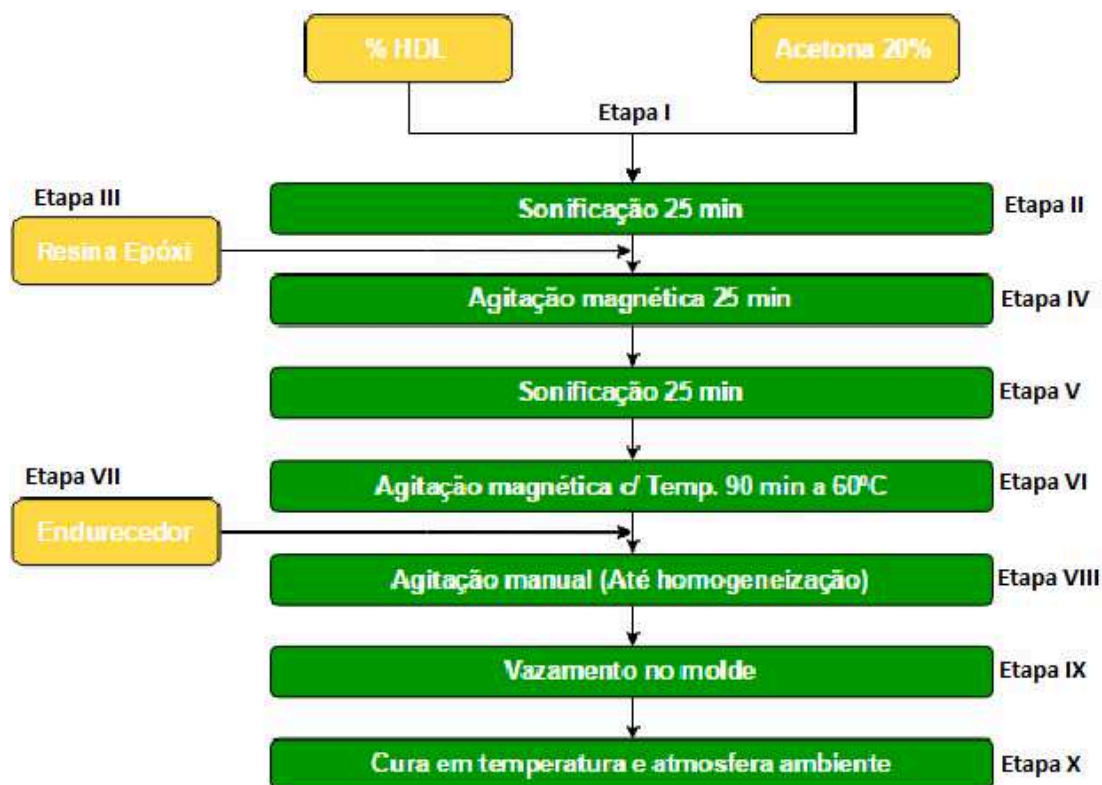 % HDL
Acetona 20%
Etapa I
Etapa III
Sonificação 25 min
Etapa II
Resina Epóxi
Agitação magnética 25 min
Etapa IV
Sonificação 25 min
Etapa V
Etapa VII
Agitação magnética c/ Temp. 90 min a 60ºC
Etapa VI
Endurecedor
Agitação manual (Até homogeneização)
Etapa VIII
Vazamento no molde
Etapa IX
Cura em temperatura e atmosfera ambiente
Etapa X